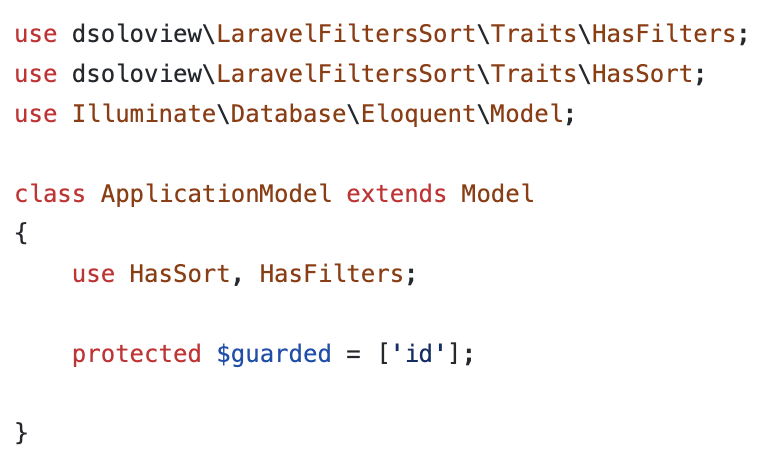 use dsoloview\LaravelFiltersSort\Traits\HasFilters;
use dsoloview\LaravelFiltersSort\Traits\HasSort;
use Illuminate\Database\Eloquent\Model;
class ApplicationModel extends Model
{
use HasSort, HasFilters;
protected $guarded = ['id'];
}